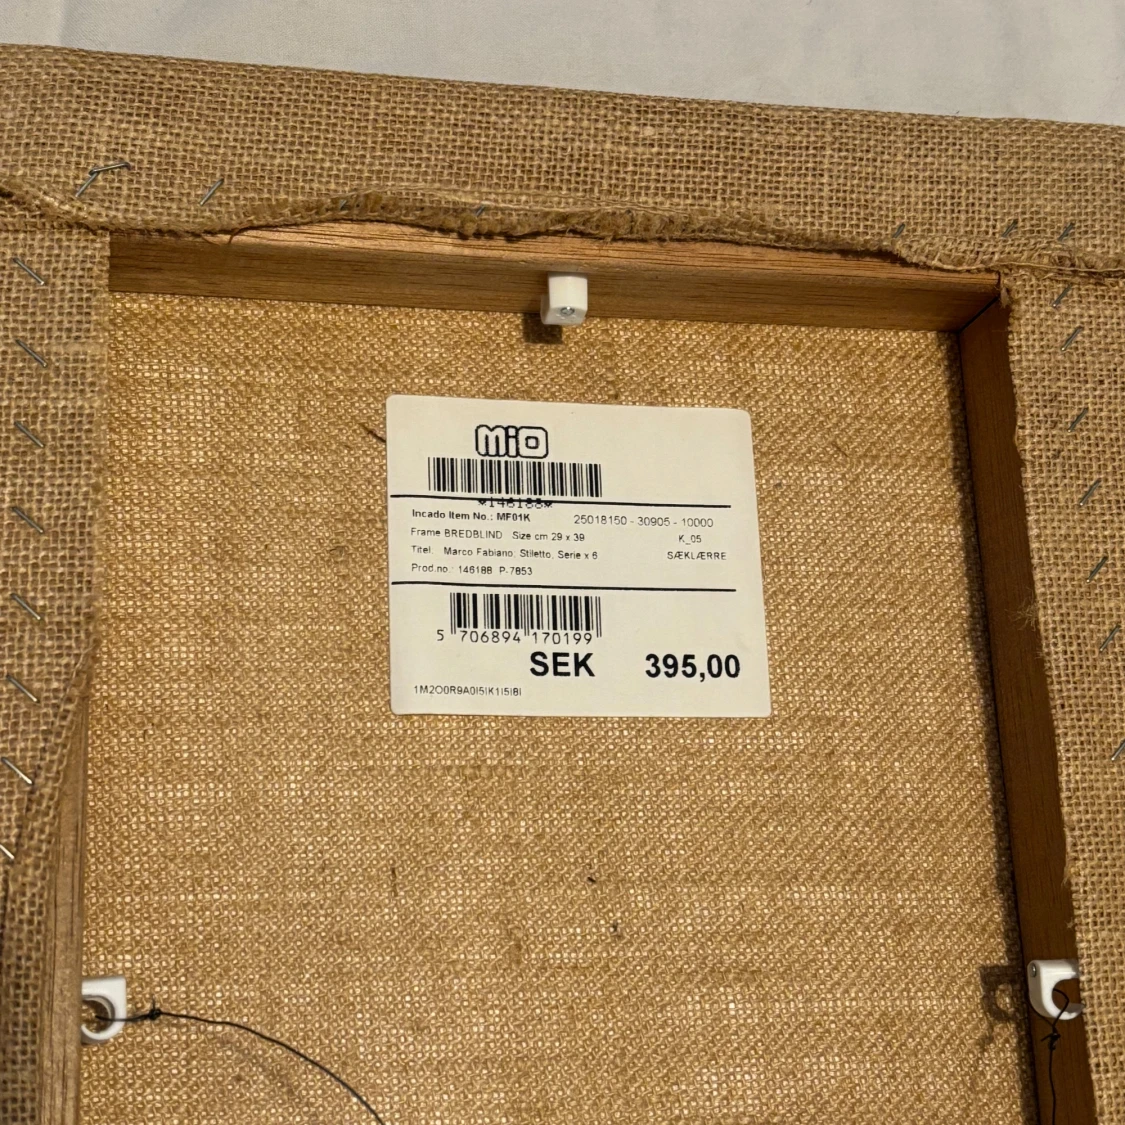 MiO
*146188*
Incado Item No.: MF01K 25018150 - 30905 - 10000
Frame BREDBLIND Size cm 29 x 39 K_05
Titel: Marco Fabiano, Stiletto, Serie x 6 SÆKLÆRRE
Prod.no.: 146188 P-7853
5 706894 170199
SEK 395,00
1M2O0R9A0I5IK1I5I8I